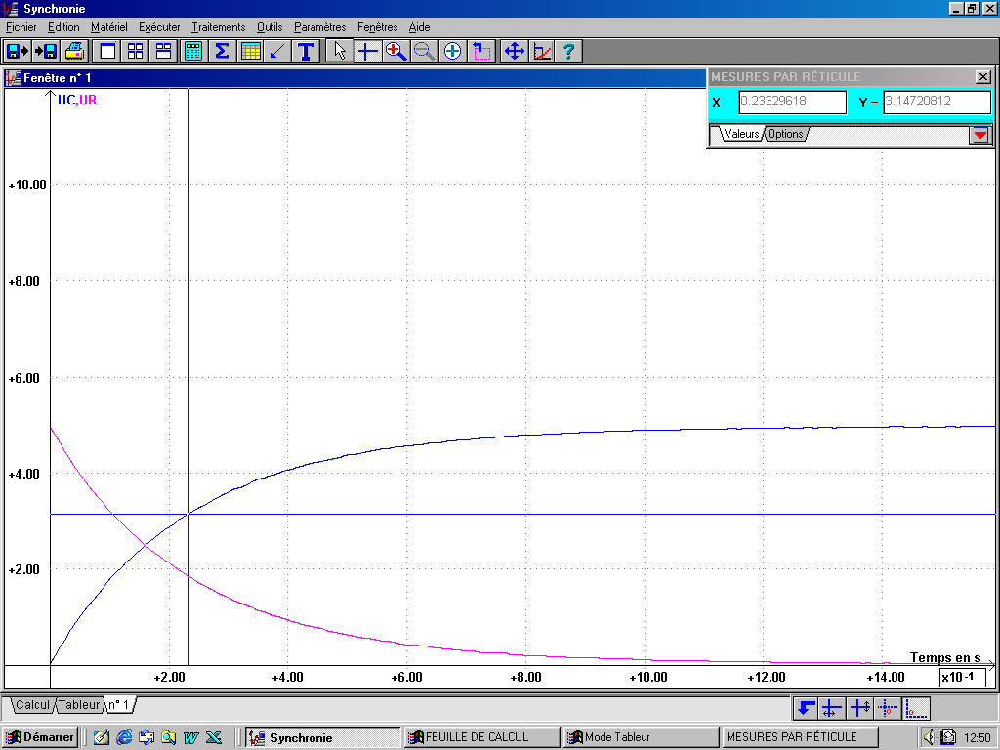 Synchronie
Fichier Edition Matériel Exécuter Traitements Outils Paramètres Fenêtres Aide
Fenêtre n° 1
MESURES PAR RÉTICULE
X 0.23329618 Y = 3.14720812
Valeurs Options
UC,UR
+10.00
+8.00
+6.00
+4.00
+2.00
Temps en s
+2.00 +4.00 +6.00 +8.00 +10.00 +12.00 +14.00 x10-1
Calcul Tableur n° 1
Démarrer Synchronie FEUILLE DE CALCUL Mode Tableur MESURES PAR RÉTICULE 12:50